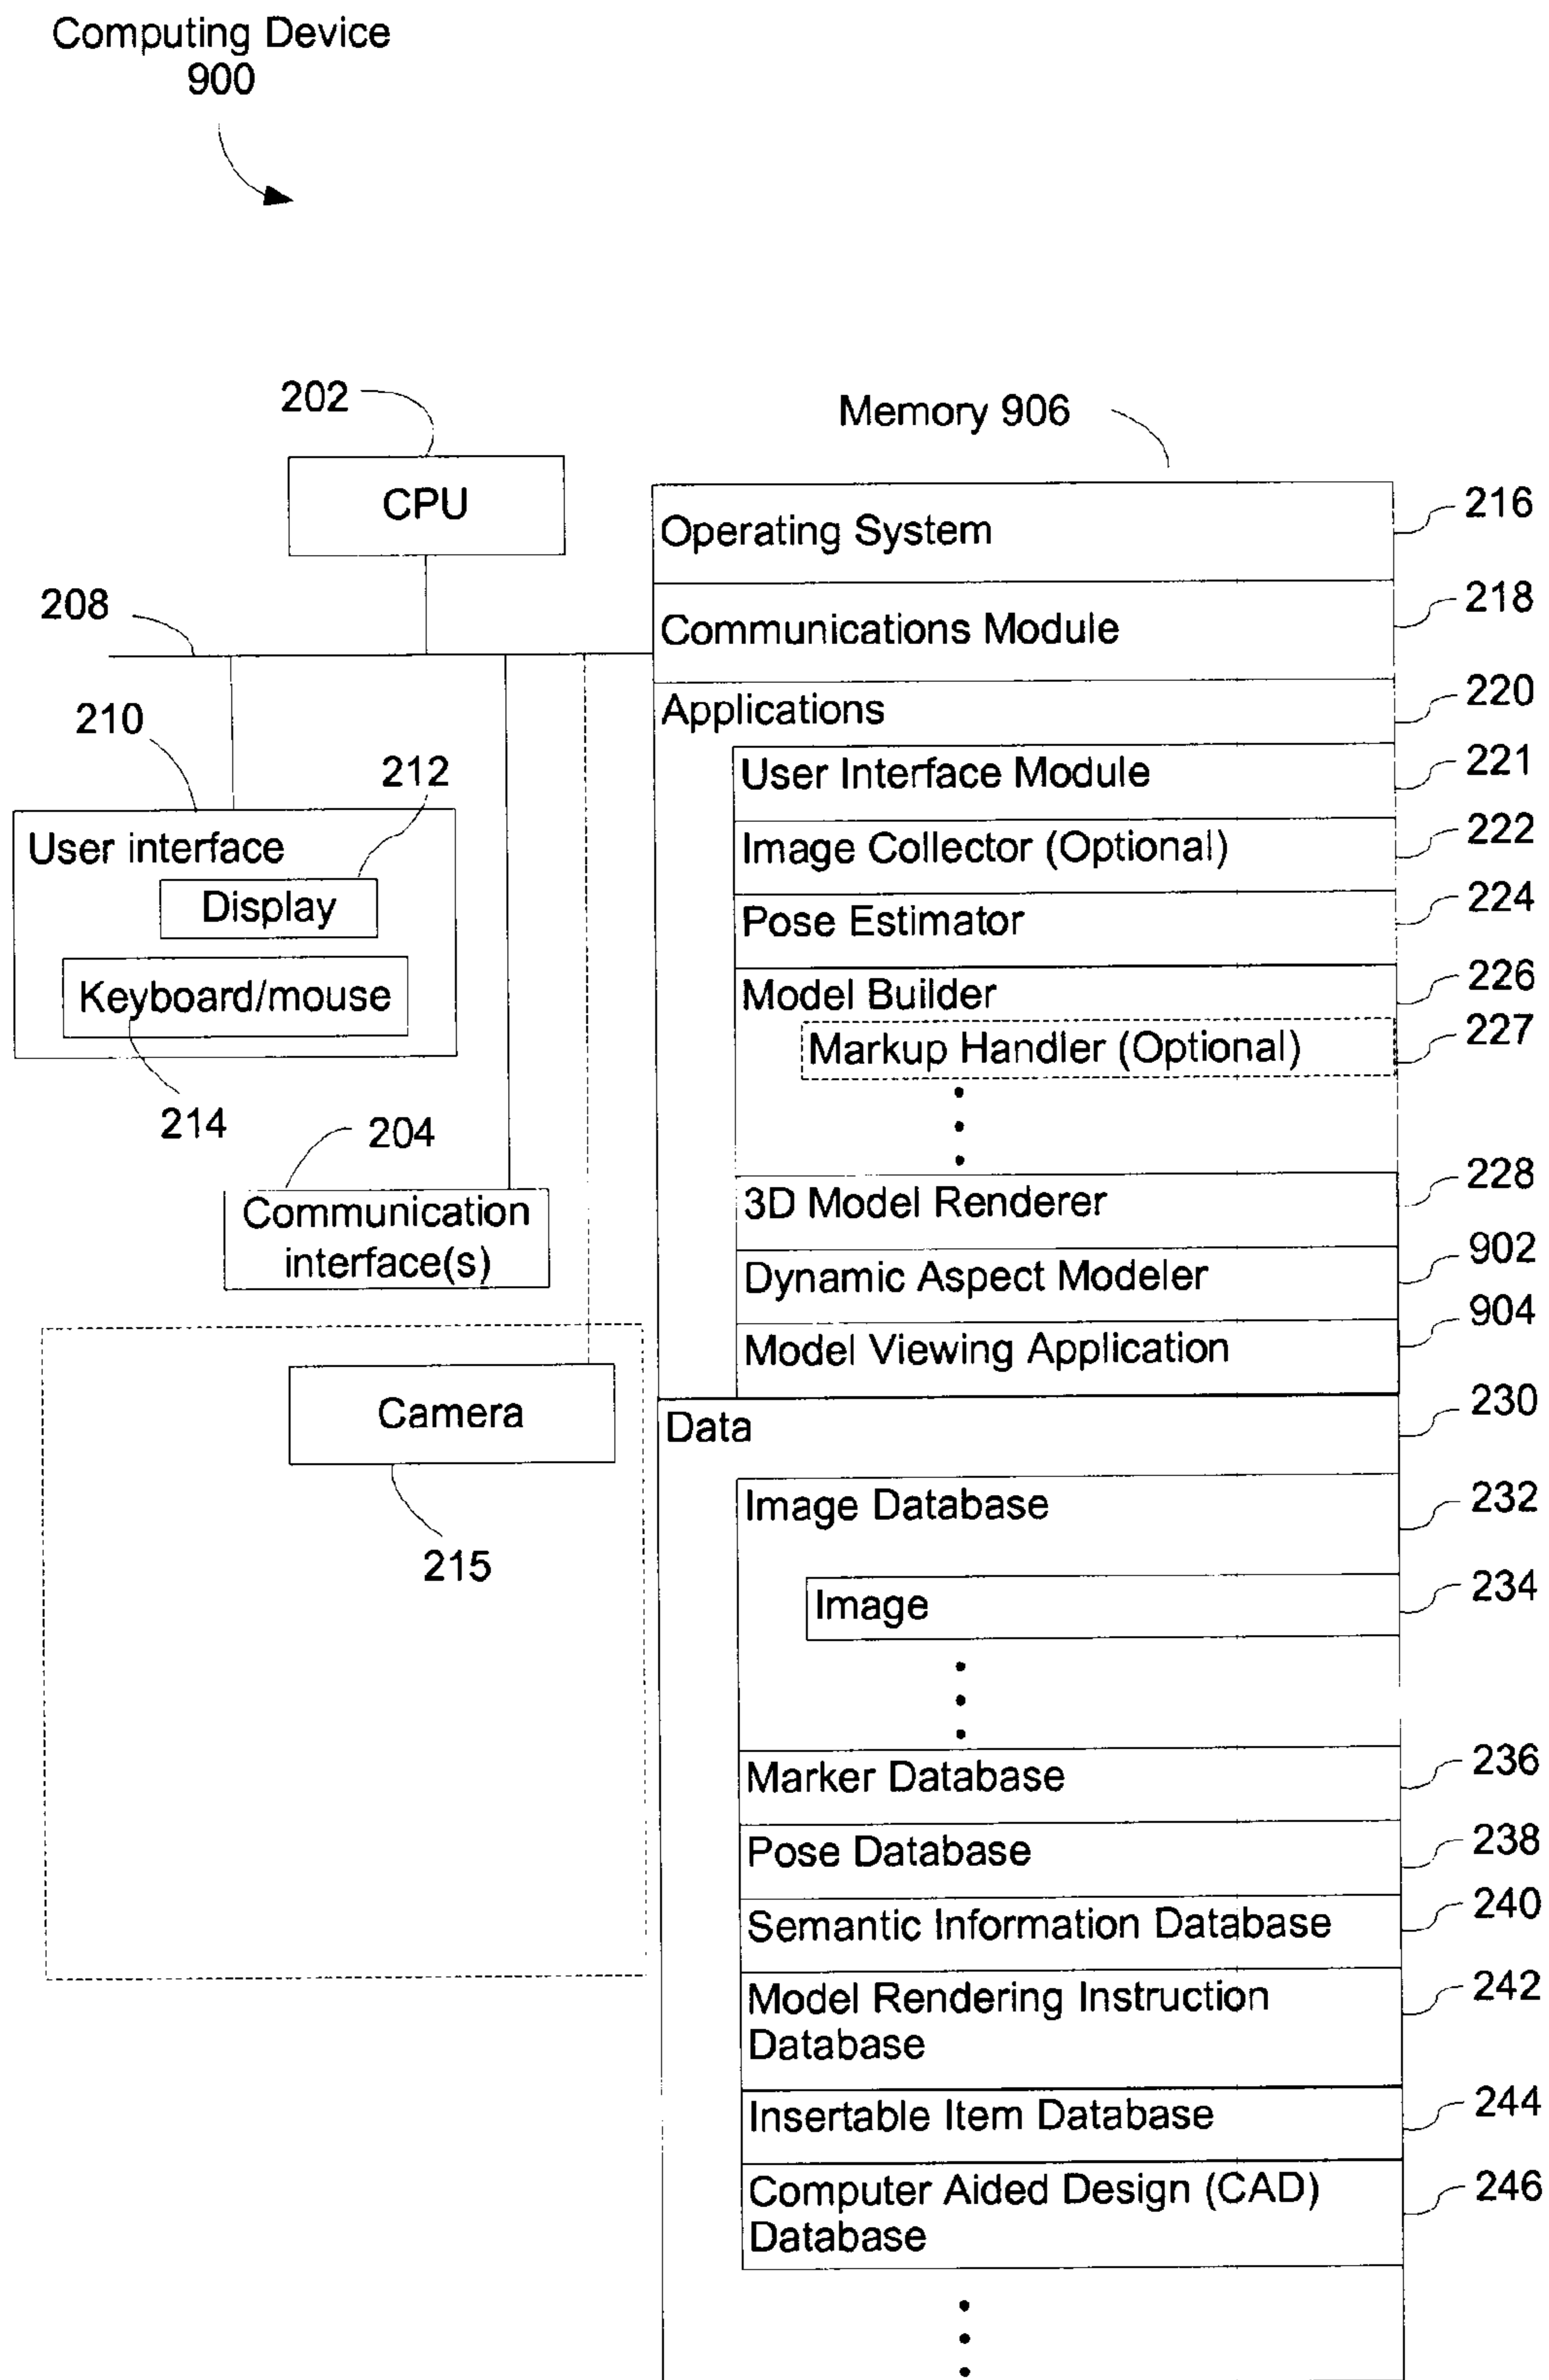 Computing Device
900
202
CPU
208
210
212
User interface
Display
Keyboard/mouse
214
204
Communication
interface(s)
Camera
215
Memory 906
Operating System
216
Communications Module
218
Applications
220
User Interface Module
221
Image Collector (Optional)
222
Pose Estimator
224
Model Builder
226
Markup Handler (Optional)
227
3D Model Renderer
228
Dynamic Aspect Modeler
902
Model Viewing Application
904
Data
230
Image Database
232
Image
234
Marker Database
236
Pose Database
238
Semantic Information Database
240
Model Rendering Instruction
Database
242
Insertable Item Database
244
Computer Aided Design (CAD)
Database
246